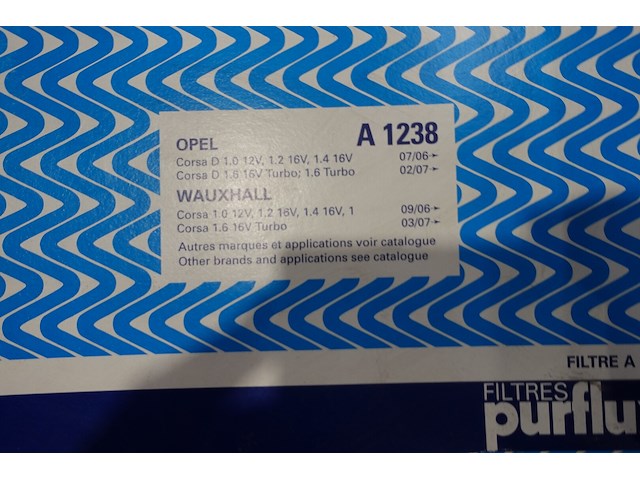 OPEL A 1238
Corsa D 1.0 12V, 1.2 16V, 1.4 16V 07/06
Corsa D 1.6 16V Turbo; 1.6 Turbo 02/07
WAUXHALL
Corsa 1.0 12V, 1.2 16V, 1.4 16V, 1 09/06
Corsa 1.6 16V Turbo 03/07
Autres marques et applications voir catalogue
Other brands and applications see catalogue
FILTRE A
FILTRES
purflu